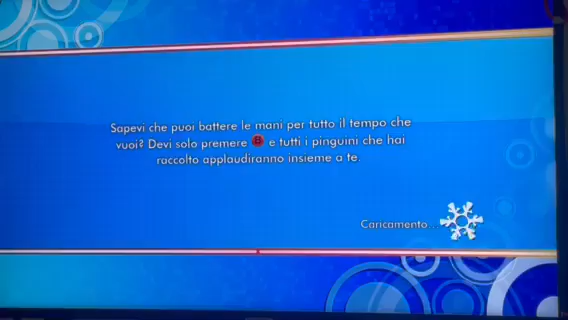 Sapevi che puoi battere le mani per tutto il tempo che
vuoi? Devi solo premere B e tutti i pinguini che hai
raccolto applaudiranno insieme a te.
Caricamento...